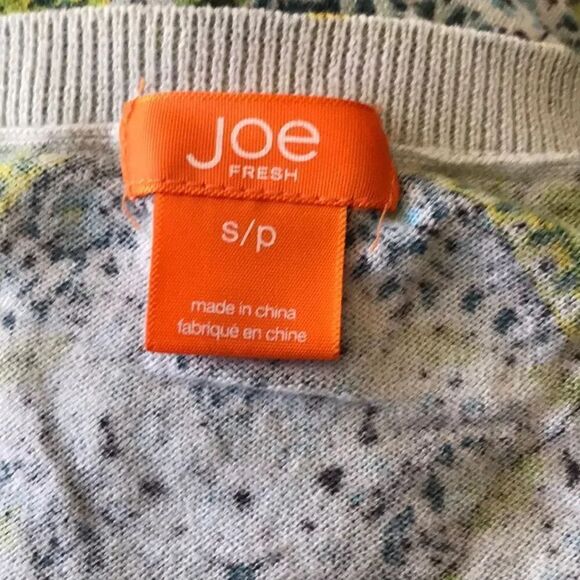 Joe
FRESH
s/p
made in china
fabriqué en chine